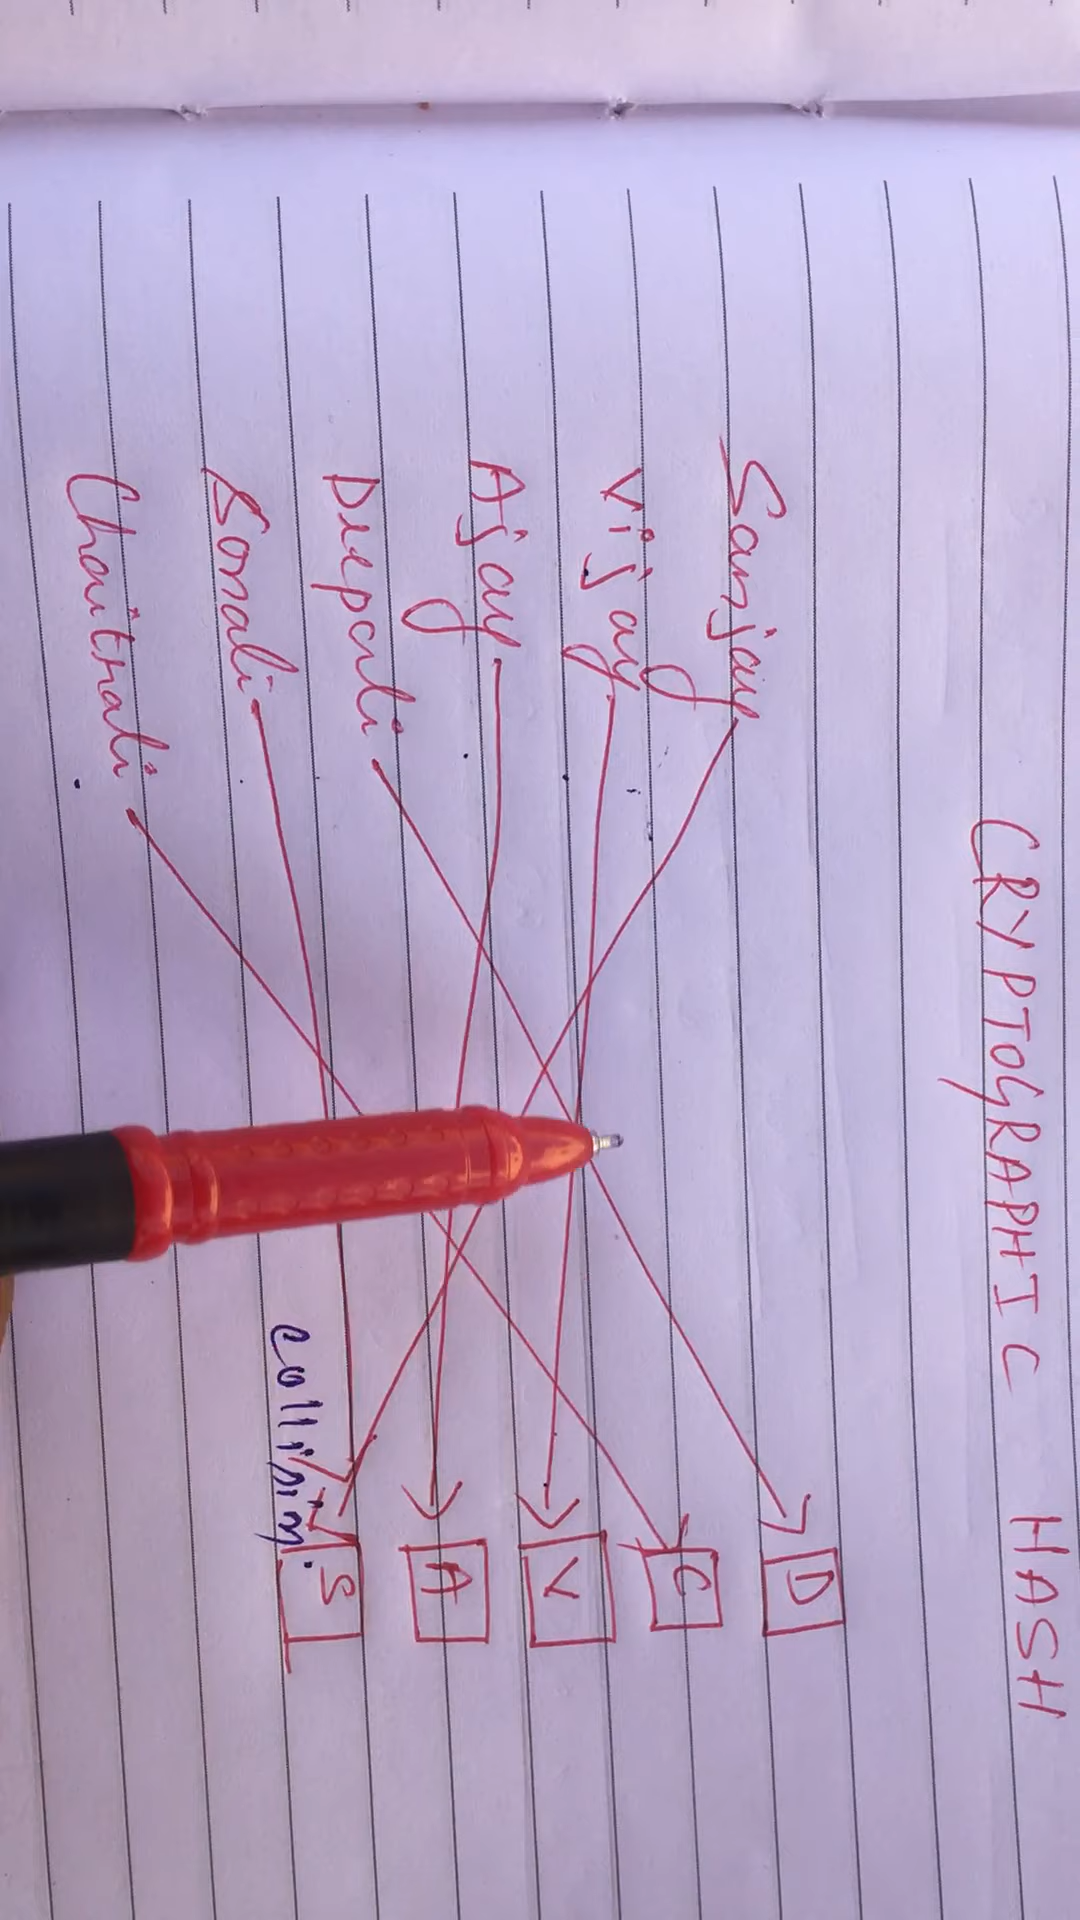 CRYPTOGRAPHIC HASH
Sanjay
Vijay
Ajay
Deepali
Sonali
Chaitrali
D
C
V
A
S
collision.